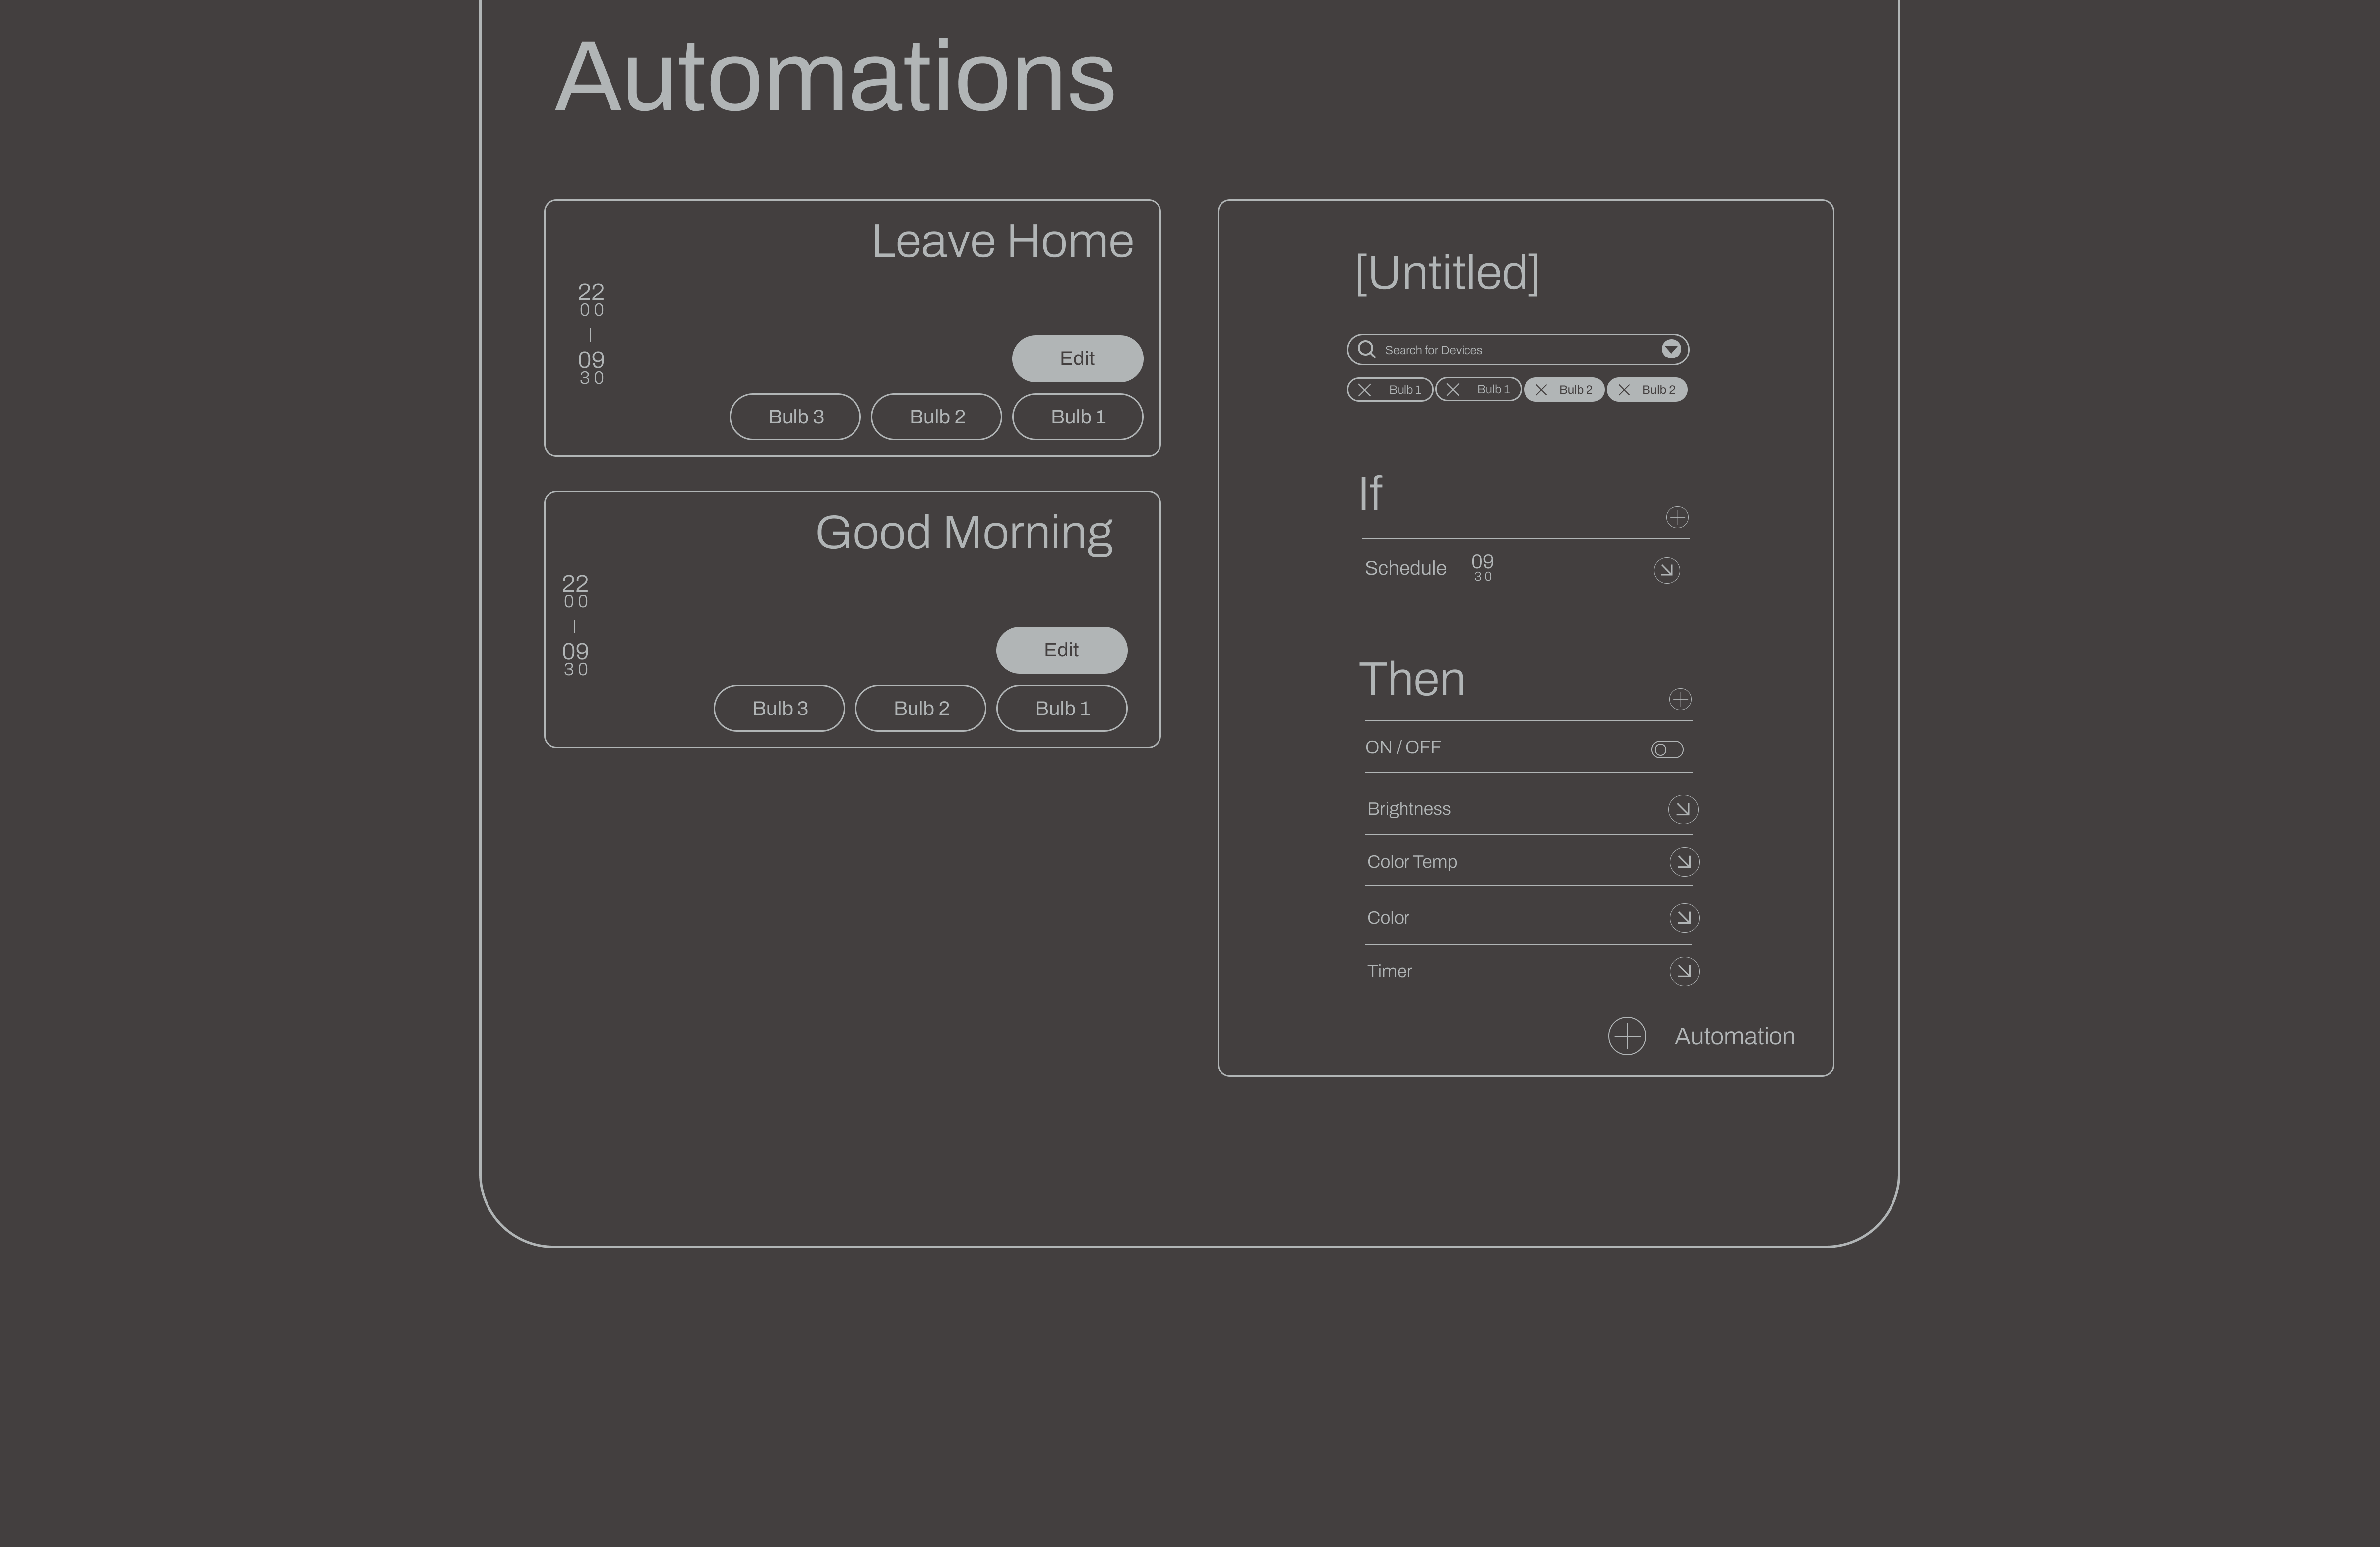 Automations
Leave Home
22
00
–
09
30
Edit
Bulb 3 Bulb 2 Bulb 1
Good Morning
22
00
–
09
30
Edit
Bulb 3 Bulb 2 Bulb 1
[Untitled]
Search for Devices
Bulb 1 Bulb 1 Bulb 2 Bulb 2
If
Schedule 09
30
Then
ON / OFF
Brightness
Color Temp
Color
Timer
Automation